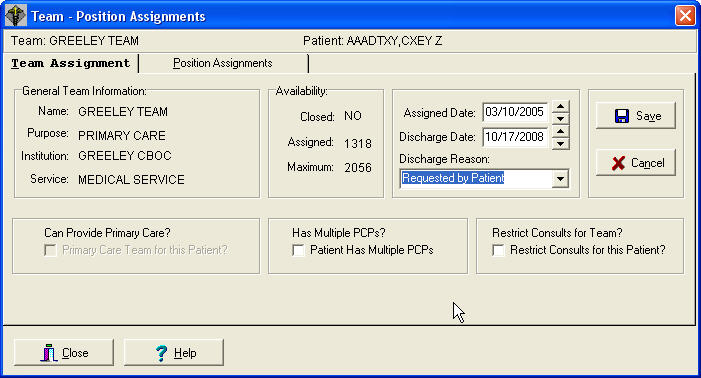 Team - Position Assignments
Team: GREELEY TEAM Patient: AAADTXY,CXEY Z
Team Assignment Position Assignments
General Team Information:
Name: GREELEY TEAM
Purpose: PRIMARY CARE
Institution: GREELEY CBOC
Service: MEDICAL SERVICE
Availability:
Closed: NO
Assigned: 1318
Maximum: 2056
Assigned Date: 03/10/2005
Discharge Date: 10/17/2008
Discharge Reason:
Requested by Patient
Save
Cancel
Can Provide Primary Care?
Primary Care Team for this Patient?
Has Multiple PCPs?
Patient Has Multiple PCPs
Restrict Consults for Team?
Restrict Consults for this Patient?
Close Help